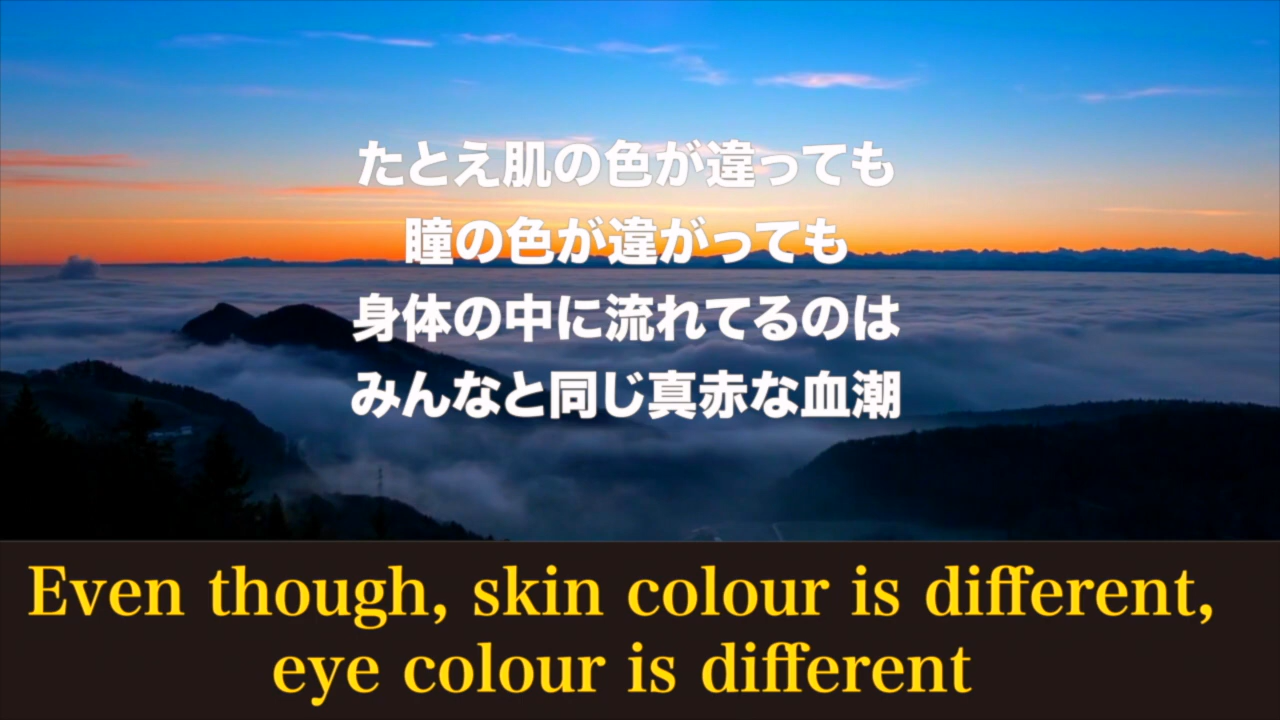 たとえ肌の色が違っても
瞳の色が違がっても
身体の中に流れてるのは
みんなと同じ真赤な血潮
Even though, skin colour is different,
eye colour is different